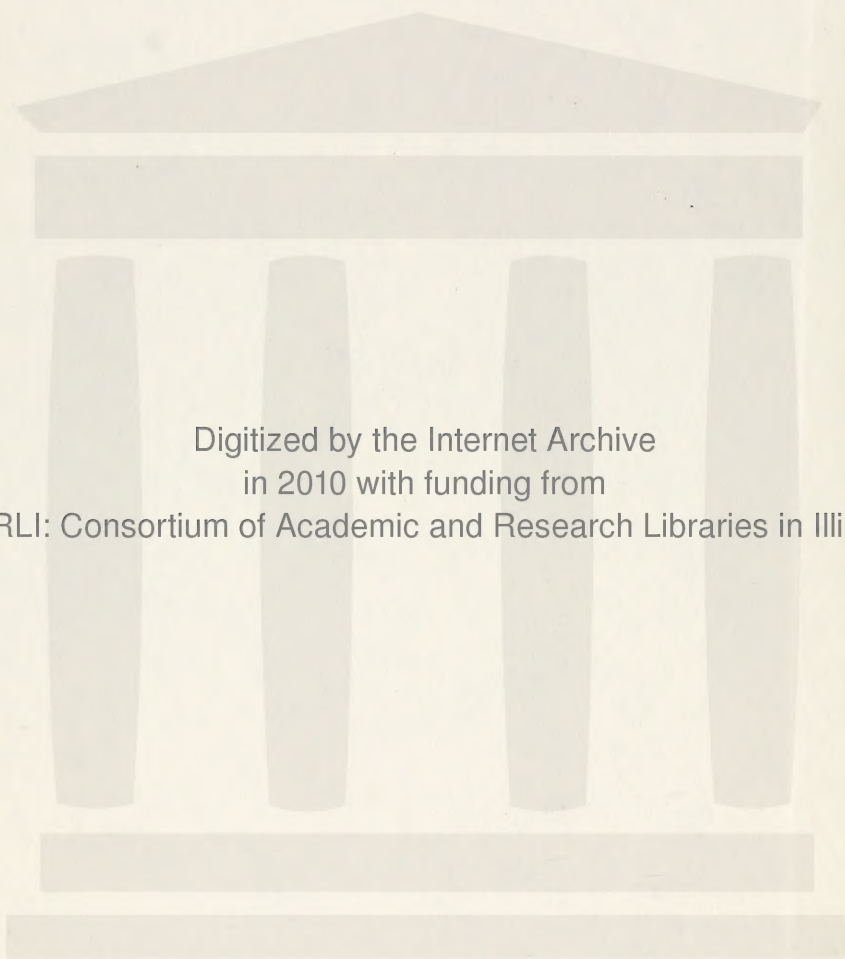 Digitized by the Internet Archive
in 2010 with funding from
RLI: Consortium of Academic and Research Libraries in Illi